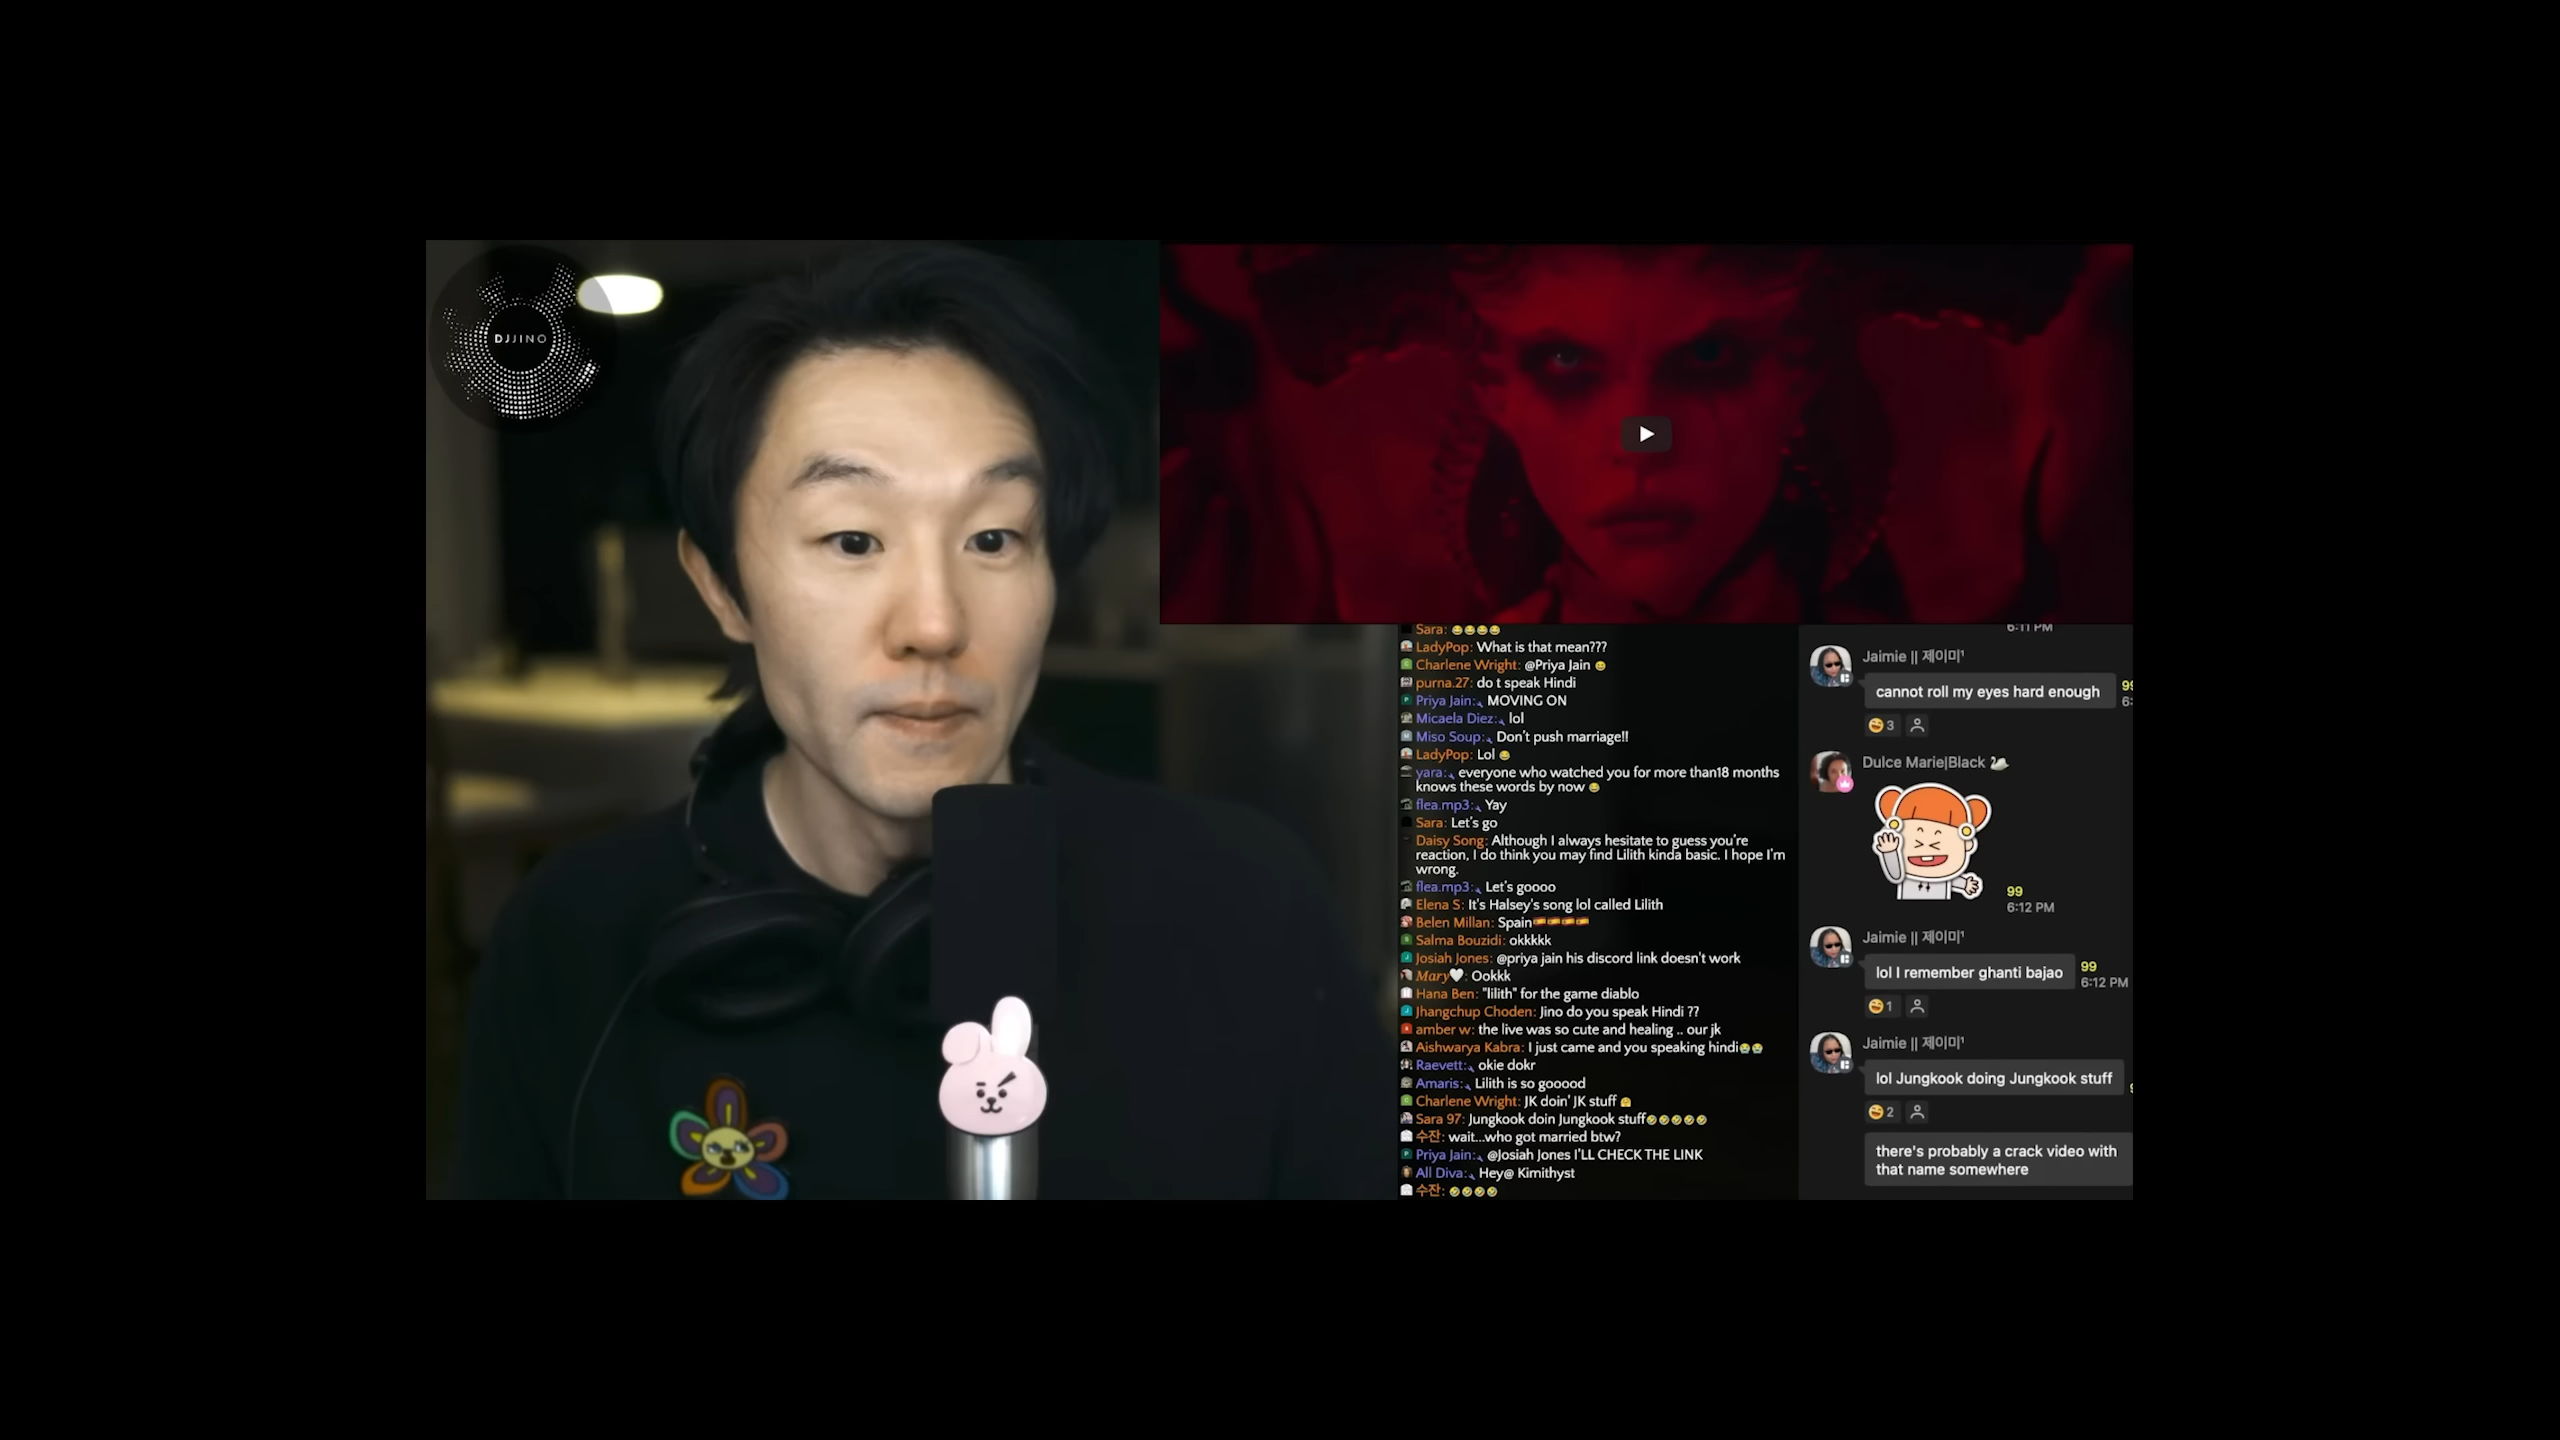 DJJINO
Sara: 😂😂😂😂
LadyPop: What is that mean???
Charlene Wright: @Priya Jain 😆
purna.27: do t speak Hindi
Priya Jain: MOVING ON
Micaela Diez: lol
Miso Soup: Don't push marriage!!
LadyPop: Lol 😂
yara: everyone who watched you for more than18 months
knows these words by now 😂
flea.mp3: Yay
Sara: Let's go
Daisy Song: Although I always hesitate to guess you're
reaction, I do think you may find Lilith kinda basic. I hope I'm
wrong.
flea.mp3: Let's goooo
Elena S: It's Halsey's song lol called Lilith
Belen Millan: Spain🇪🇸🇪🇸🇪🇸🇪🇸
Salma Bouzidi: okkkkk
Josiah Jones: @priya jain his discord link doesn't work
Mary🤍: Ookkk
Hana Ben: "lilith" for the game diablo
Jhangchup Choden: Jino do you speak Hindi ??
amber w: the live was so cute and healing .. our jk
Aishwarya Kabra: I just came and you speaking hindi😭😭
Raevett: okie dokr
Amaris: Lilith is so gooood
Charlene Wright: JK doin' JK stuff 🤗
Sara 97: Jungkook doin Jungkook stuff🤣🤣🤣🤣🤣
수잔: wait...who got married btw?
Priya Jain: @Josiah Jones I'LL CHECK THE LINK
All Diva: Hey@ Kimithyst
수잔: 🤣🤣🤣🤣
6:11 PM
Jaimie || 제이미¹
cannot roll my eyes hard enough
99
6:
😆 3
Dulce Marie|Black 🦢
99
6:12 PM
Jaimie || 제이미¹
lol I remember ghanti bajao
99
6:12 PM
😆 1
Jaimie || 제이미¹
lol Jungkook doing Jungkook stuff
😆 2
there's probably a crack video with
that name somewhere